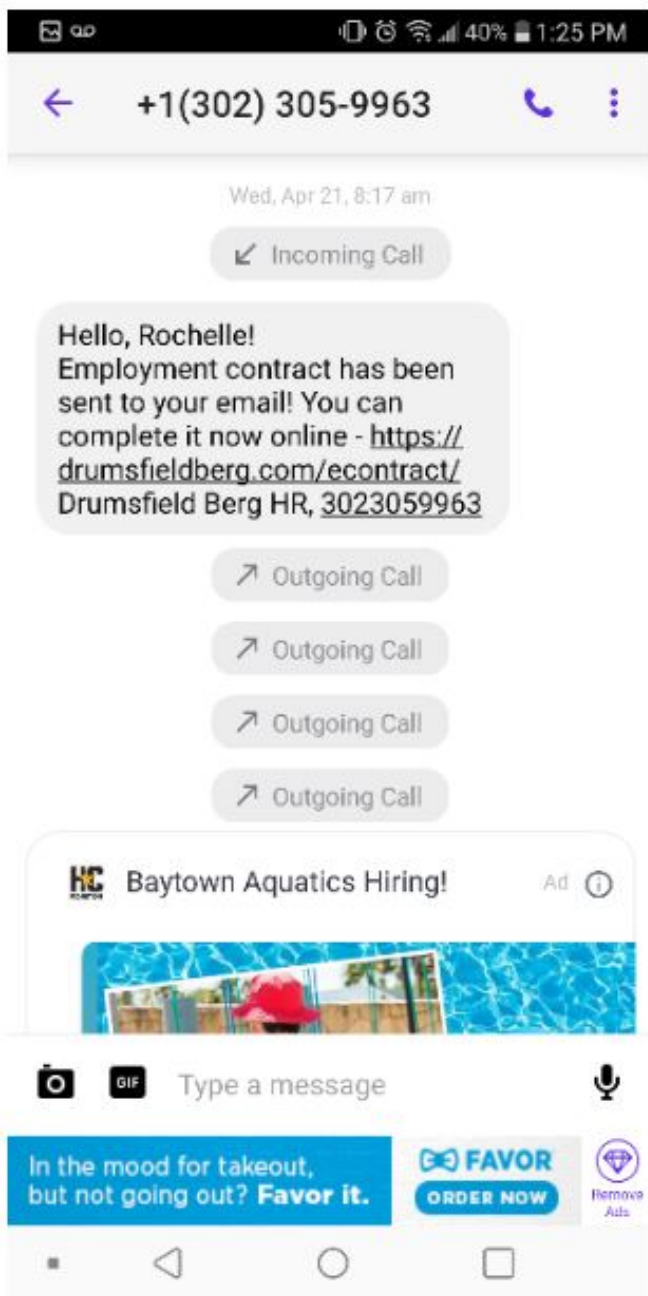 40% 1:25 PM
+1(302) 305-9963
Wed, Apr 21, 8:17 am
Incoming Call
Hello, Rochelle!
Employment contract has been
sent to your email! You can
complete it now online - https://
drumsfieldberg.com/econtract/
Drumsfield Berg HR, 3023059963
Outgoing Call
Outgoing Call
Outgoing Call
Outgoing Call
HC Baytown Aquatics Hiring! Ad
GIF Type a message
In the mood for takeout,
but not going out? Favor it.
FAVOR
ORDER NOW
Remove
Ads